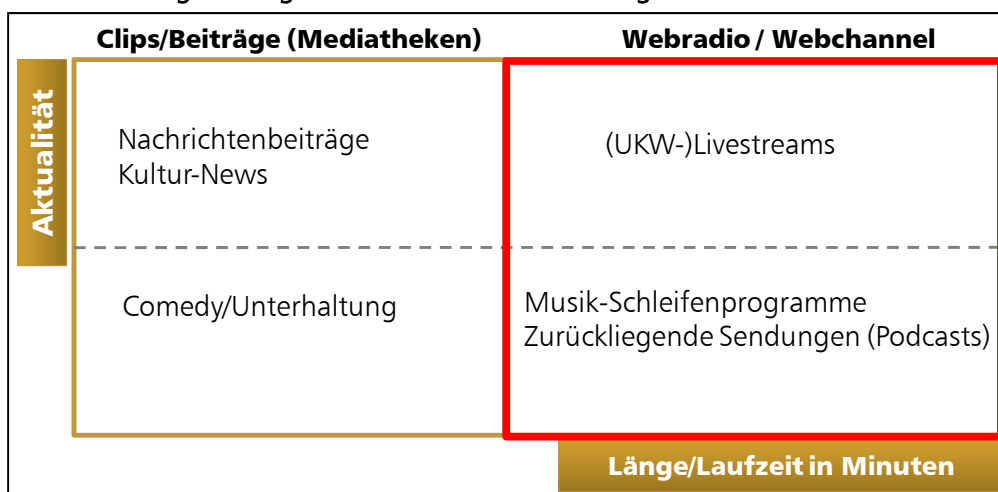 Clips/Beiträge (Mediatheken)
Webradio / Webchannel
Aktualität
Nachrichtenbeiträge
Kultur-News
(UKW-)Livestreams
Comedy/Unterhaltung
Musik-Schleifenprogramme
Zurückliegende Sendungen (Podcasts)
Länge/Laufzeit in Minuten